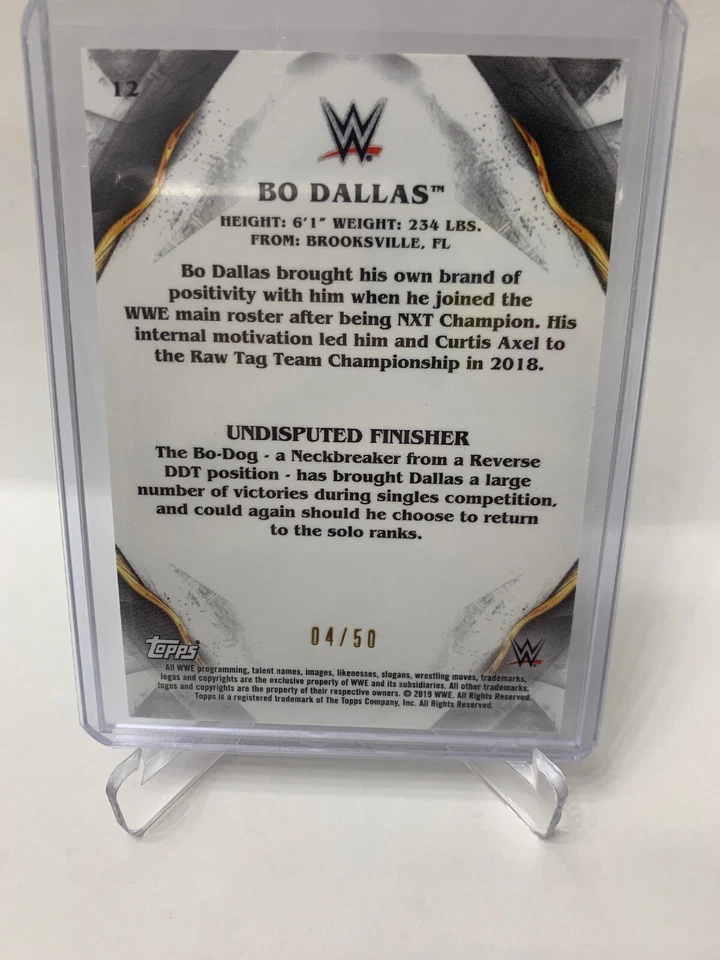 12
W
BO DALLAS™
HEIGHT: 6'1" WEIGHT: 234 LBS.
FROM: BROOKSVILLE, FL
Bo Dallas brought his own brand of
positivity with him when he joined the
WWE main roster after being NXT Champion. His
internal motivation led him and Curtis Axel to
the Raw Tag Team Championship in 2018.
UNDISPUTED FINISHER
The Bo-Dog - a Neckbreaker from a Reverse
DDT position - has brought Dallas a large
number of victories during singles competition,
and could again should he choose to return
to the solo ranks.
04/50
topps®
W
All WWE programming, talent names, images, likenesses, slogans, wrestling moves, trademarks,
logos and copyrights are the exclusive property of WWE and its subsidiaries. All other trademarks,
logos and copyrights are the property of their respective owners. © 2019 WWE. All Rights Reserved.
Topps is a registered trademark of The Topps Company, Inc. All Rights Reserved.